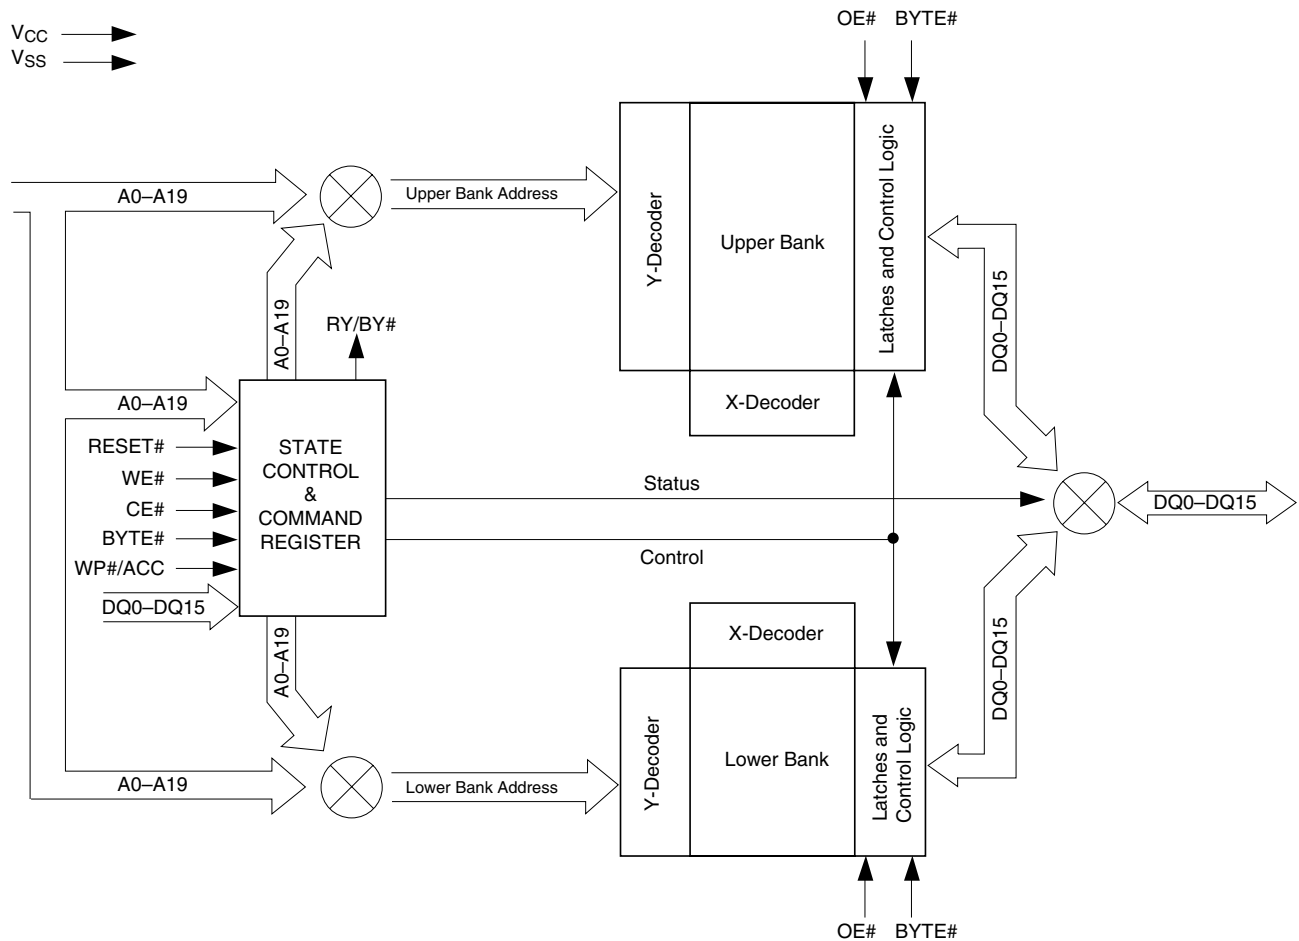 VCC
VSS
OE# BYTE#
A0–A19
Upper Bank Address
Y-Decoder
Upper Bank
Latches and Control Logic
X-Decoder
DQ0–DQ15
A0–A19
RY/BY#
A0–A19
RESET#
WE#
CE#
BYTE#
WP#/ACC
DQ0–DQ15
STATE
CONTROL
&
COMMAND
REGISTER
Status
Control
DQ0–DQ15
A0–A19
X-Decoder
Y-Decoder
Lower Bank
Latches and
Control Logic
DQ0–DQ15
A0–A19
Lower Bank Address
OE# BYTE#